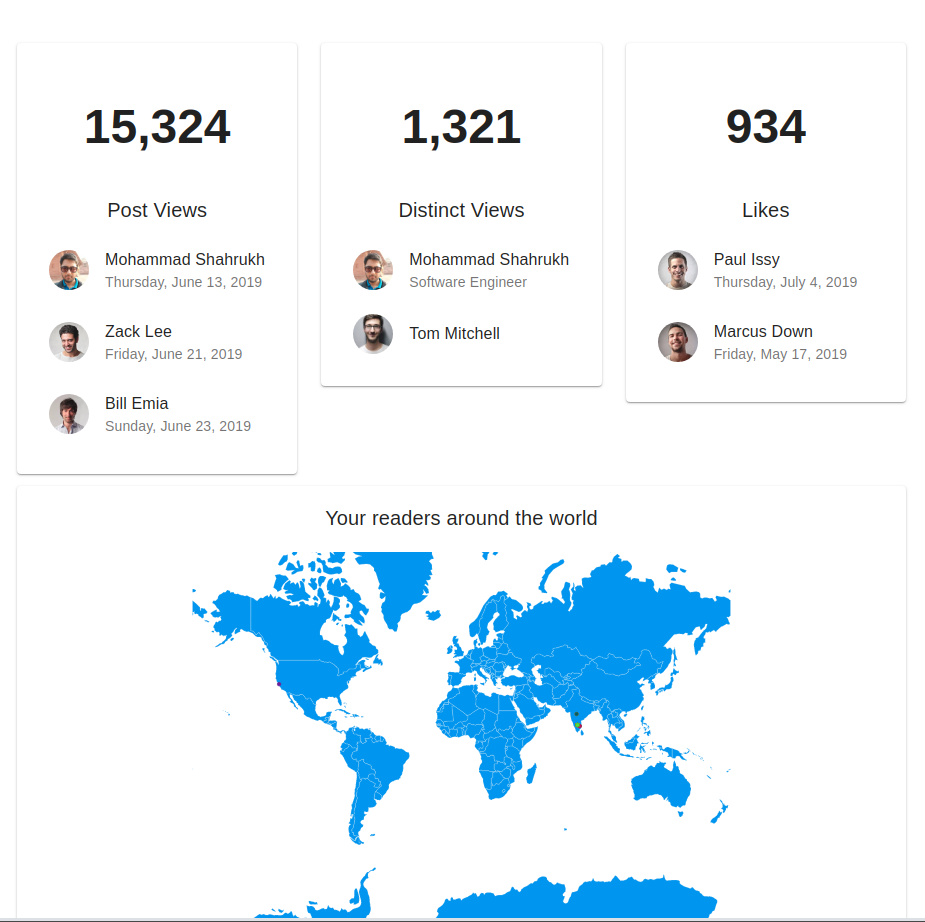 15,324
Post Views
Mohammad Shahrukh
Thursday, June 13, 2019
Zack Lee
Friday, June 21, 2019
Bill Emia
Sunday, June 23, 2019
1,321
Distinct Views
Mohammad Shahrukh
Software Engineer
Tom Mitchell
934
Likes
Paul Issy
Thursday, July 4, 2019
Marcus Down
Friday, May 17, 2019
Your readers around the world